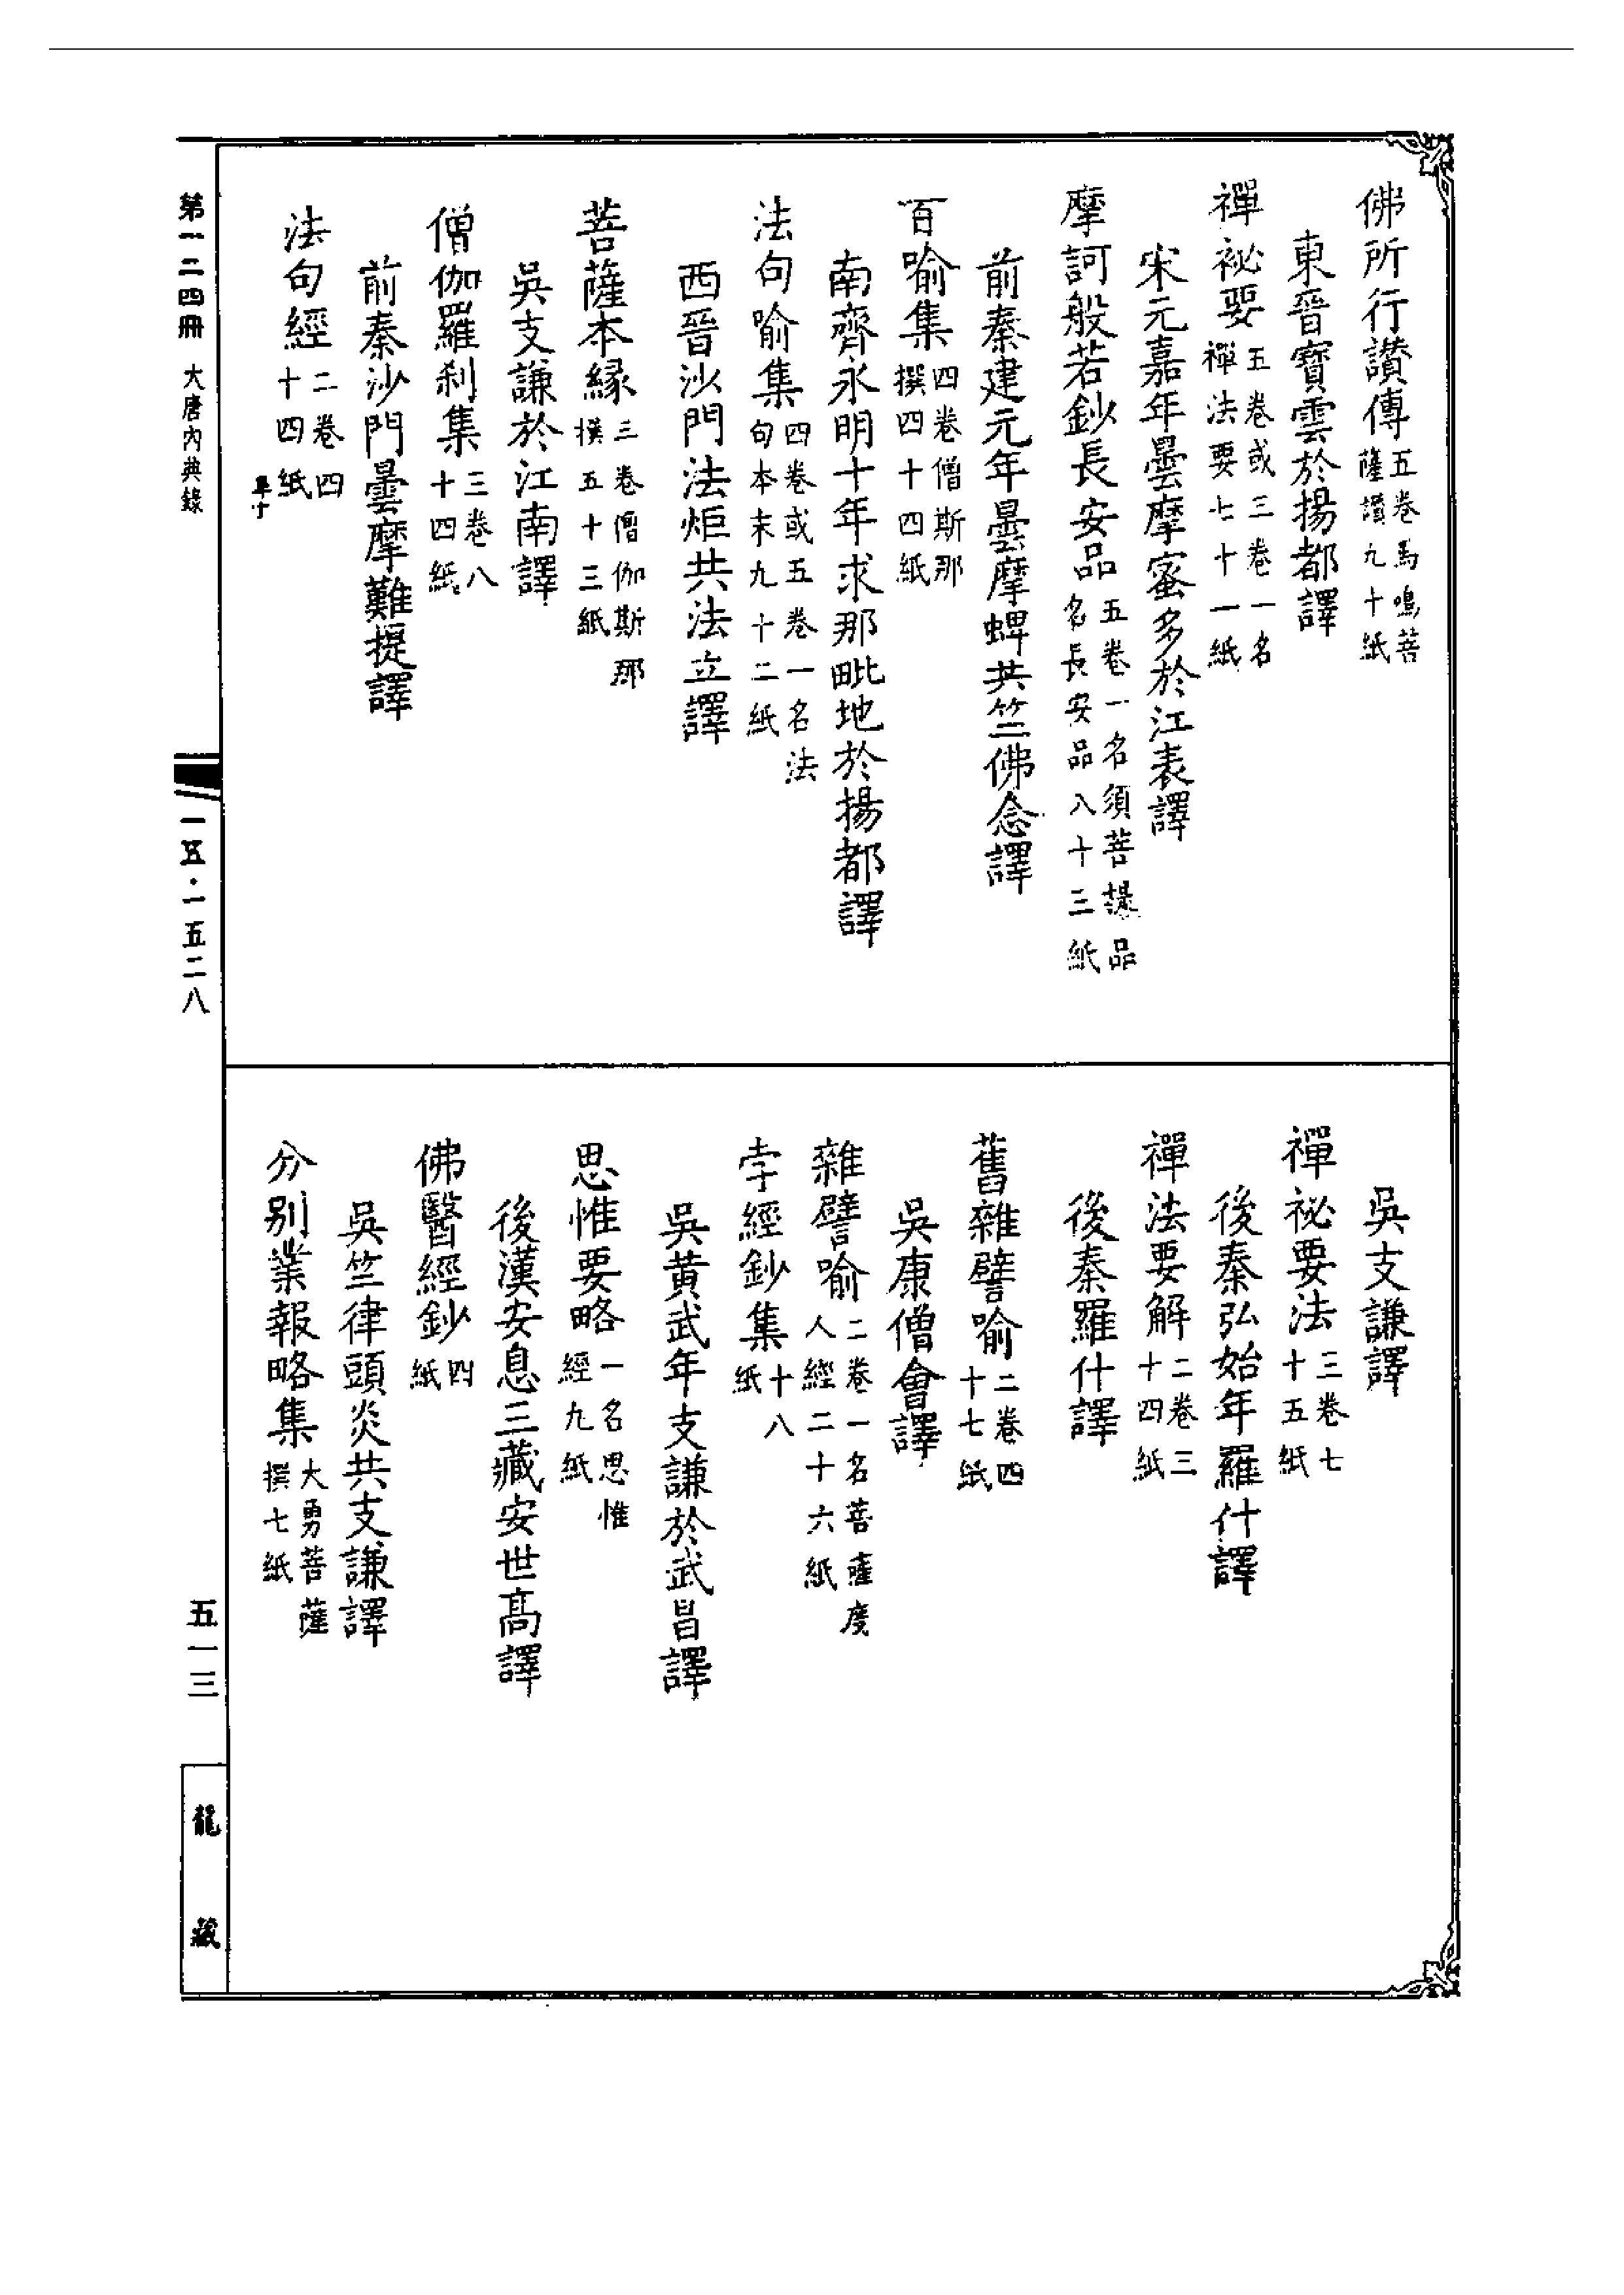 佛所行讚傳五卷馬鳴菩薩讚九十紙
東晉寶雲於揚都譯
禪祕要五卷或三卷一名禪法要七十一紙
宋元嘉年曇摩蜜多於江表譯
摩訶般若鈔長安品五卷一名須菩提品名長安品八十三紙
前秦建元年曇摩蜱共竺佛念譯
百喻集四卷僧斯那撰四十四紙
南齊永明十年求那毗地於揚都譯
法句喻集四卷或五卷一名法句本末九十二紙
西晉沙門法炬共法立譯
菩薩本緣三卷僧伽斯那撰五十三紙
吳支謙於江南譯
僧伽羅刹集三卷八十四紙
前秦沙門曇摩難提譯
法句經二卷四十四紙
吳支謙譯
禪祕要法三卷七十五紙
後秦弘始年羅什譯
禪法要解二卷三十四紙
後秦羅什譯
舊雜譬喻二卷四十七紙
吳康僧會譯
雜譬喻二卷一名菩薩度人經二十六紙
孛經鈔集十八紙
吳黃武年支謙於武昌譯
思惟要略一名思惟經九紙
後漢安息三藏安世高譯
佛醫經鈔四紙
吳竺律頭炎共支謙譯
分別業報略集大勇菩薩撰七紙
第一二四冊 大唐內典錄
一五·一五二八
五一三
龍藏